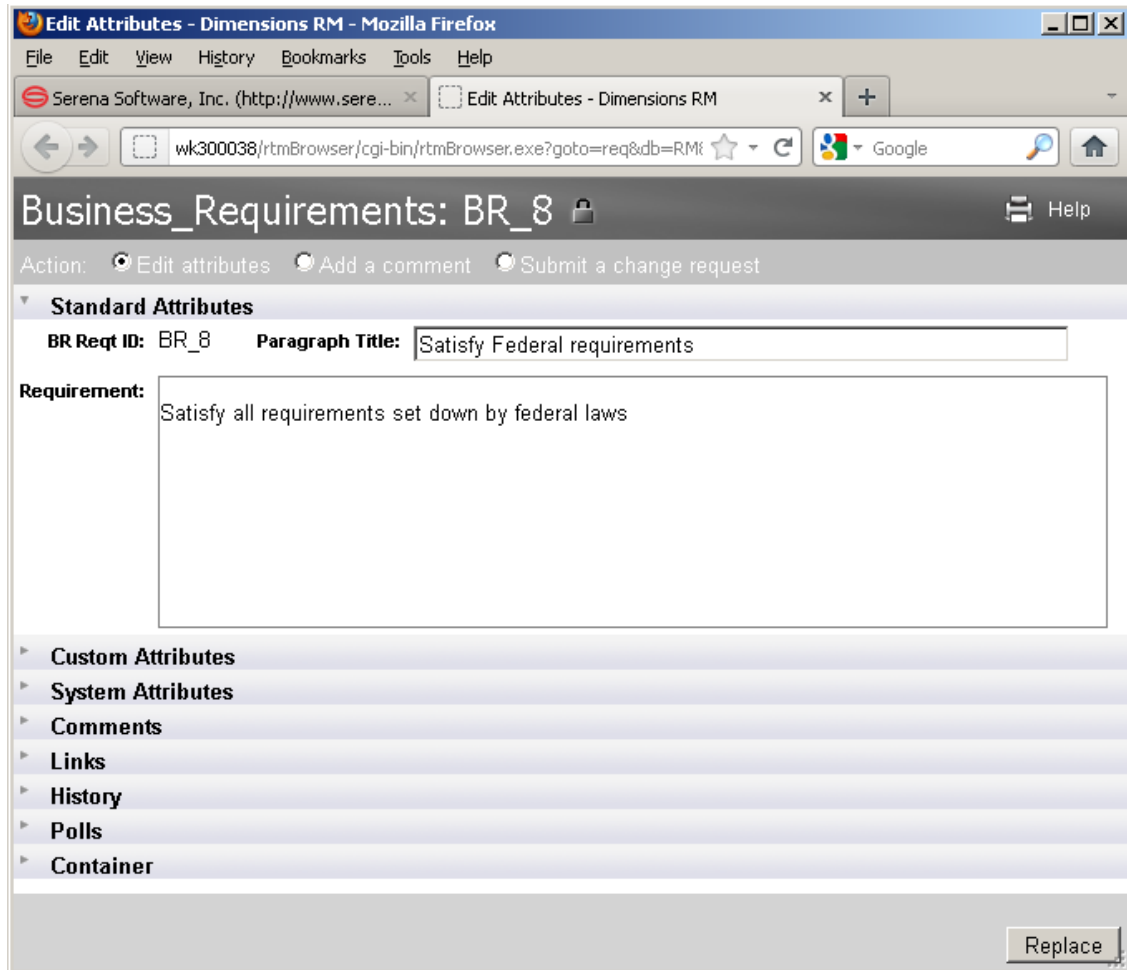 Edit Attributes - Dimensions RM - Mozilla Firefox
File Edit View History Bookmarks Tools Help
Serena Software, Inc. (http://www.sere... Edit Attributes - Dimensions RM
wk300038/rtmBrowser/cgi-bin/rtmBrowser.exe?goto=req&db=RM Google
Business_Requirements: BR_8 Help
Action: Edit attributes Add a comment Submit a change request
Standard Attributes
BR Reqt ID: BR_8 Paragraph Title: Satisfy Federal requirements
Requirement:
Satisfy all requirements set down by federal laws
Custom Attributes
System Attributes
Comments
Links
History
Polls
Container
Replace